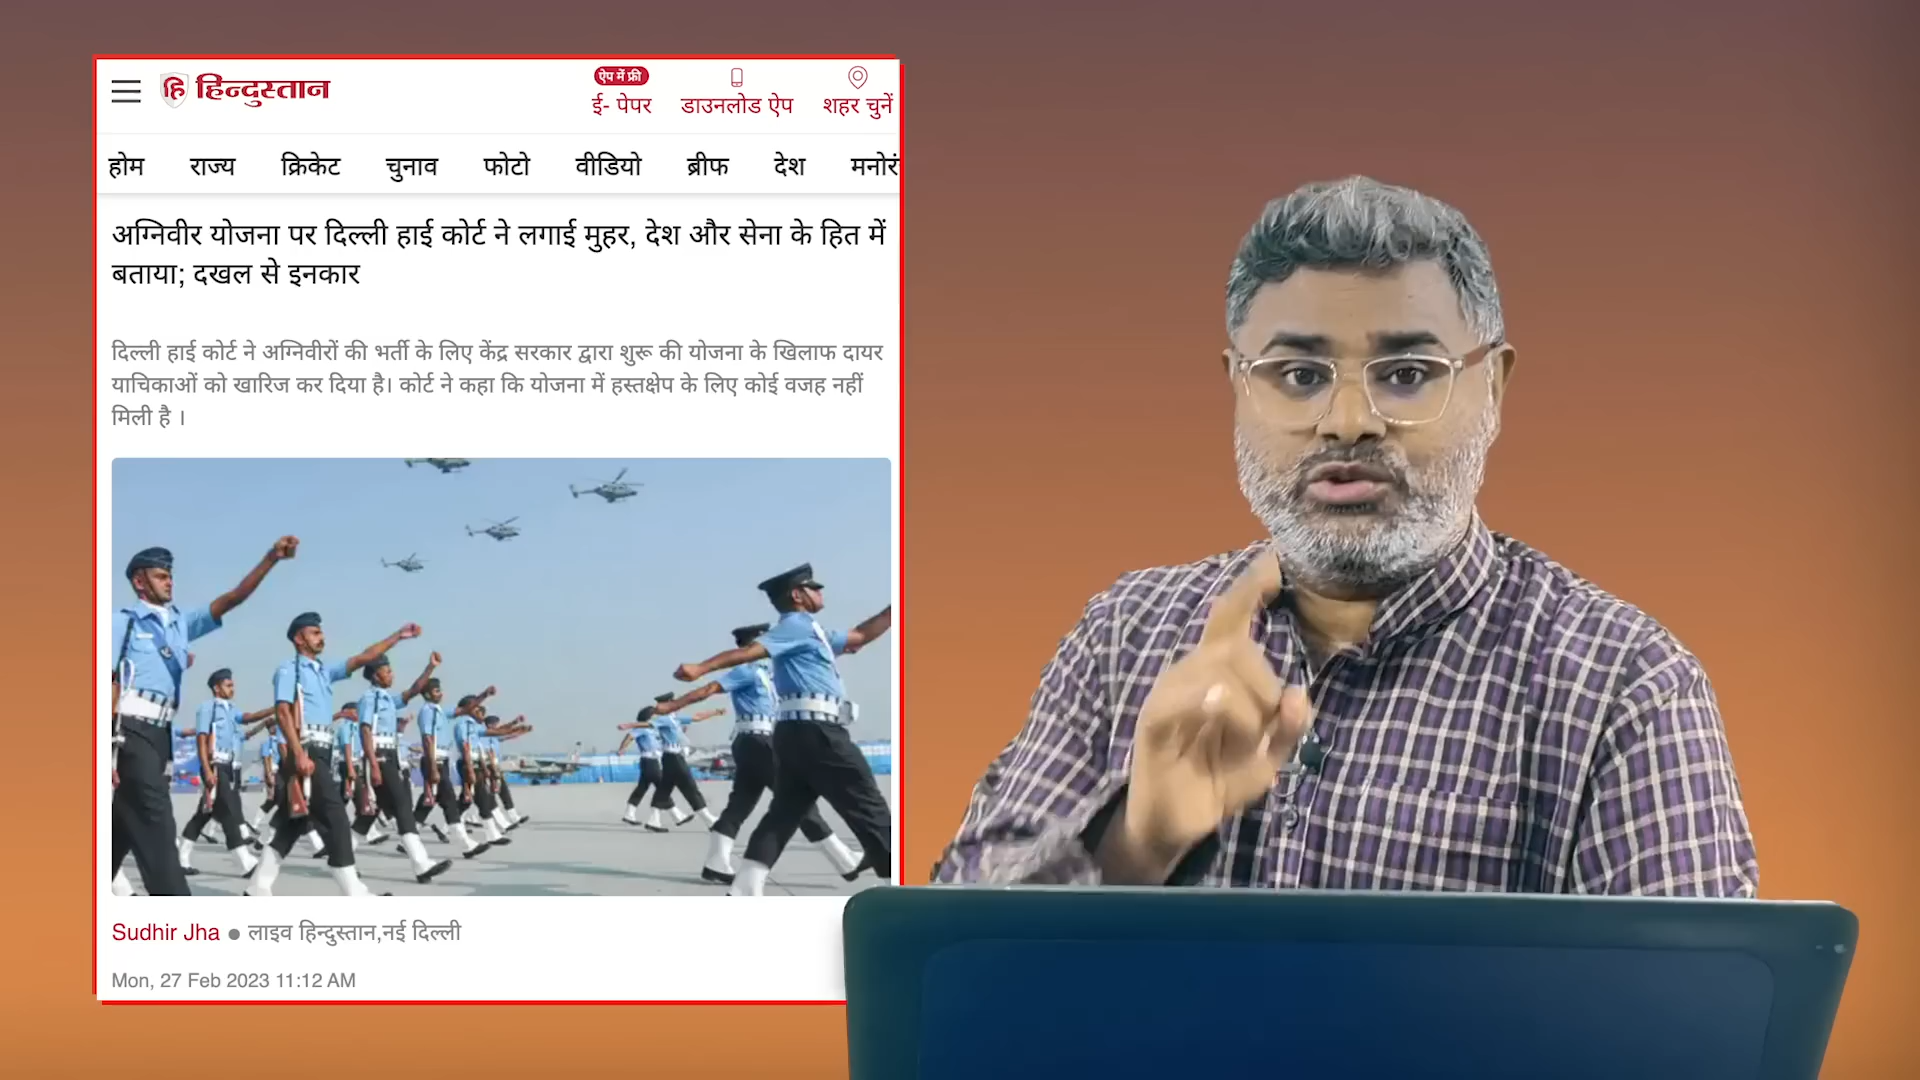 हि हिन्दुस्तान
ऐप में फ्री
ई- पेपर
डाउनलोड ऐप
शहर चुनें
होम राज्य क्रिकेट चुनाव फोटो वीडियो ब्रीफ देश मनोरं
अग्निवीर योजना पर दिल्ली हाई कोर्ट ने लगाई मुहर, देश और सेना के हित में
बताया; दखल से इनकार
दिल्ली हाई कोर्ट ने अग्निवीरों की भर्ती के लिए केंद्र सरकार द्वारा शुरू की योजना के खिलाफ दायर
याचिकाओं को खारिज कर दिया है। कोर्ट ने कहा कि योजना में हस्तक्षेप के लिए कोई वजह नहीं
मिली है ।
Sudhir Jha ● लाइव हिन्दुस्तान,नई दिल्ली
Mon, 27 Feb 2023 11:12 AM